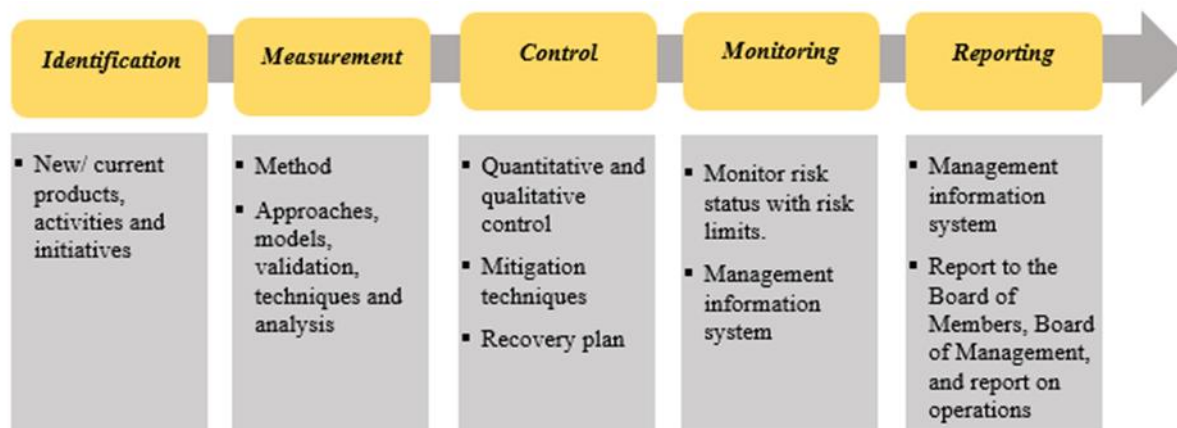 Identification
Measurement
Control
Monitoring
Reporting
▪ New/ current
products,
activities and
initiatives
▪ Method
▪ Approaches,
models,
validation,
techniques and
analysis
▪ Quantitative and
qualitative
control
▪ Mitigation
techniques
▪ Recovery plan
▪ Monitor risk
status with risk
limits.
▪ Management
information
system
▪ Management
information
system
▪ Report to the
Board of
Members, Board
of Management,
and report on
operations